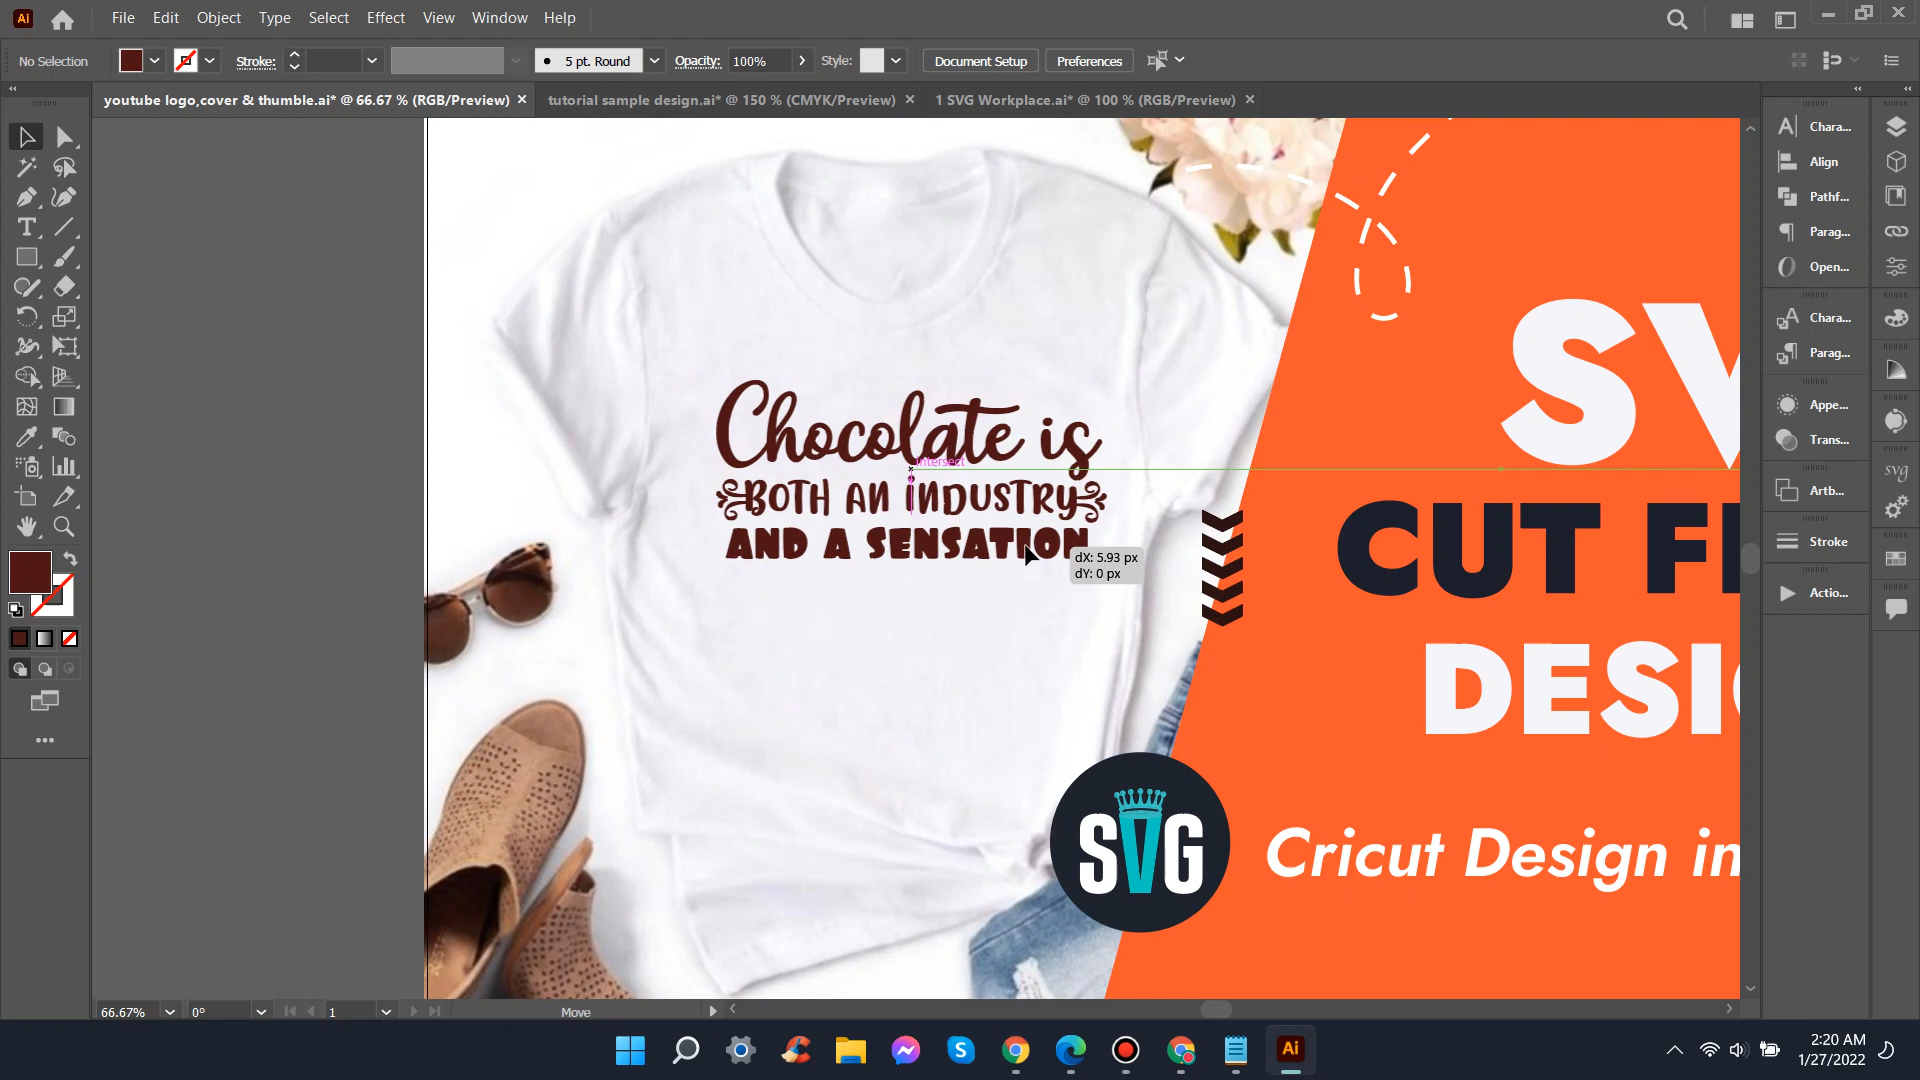 Ai
File Edit Object Type Select Effect View Window Help
No Selection
Stroke:
5 pt. Round
Opacity:
100%
Style:
Document Setup
Preferences
youtube logo,cover & thumble.ai* @ 66.67 % (RGB/Preview)
tutorial sample design.ai* @ 150 % (CMYK/Preview)
1 SVG Workplace.ai* @ 100 % (RGB/Preview)
Chocolate is
BOTH AN INDUSTRY
AND A SENSATION
intersect
dX: 5.93 px
dY: 0 px
SV
CUT FI
DESI
Cricut Design in
SVG
Chara...
Align
Pathf...
Parag...
Open...
Chara...
Parag...
Appe...
Trans...
Artb...
Stroke
Actio...
svg
66.67%
0°
1
Move
Ai
2:20 AM
1/27/2022